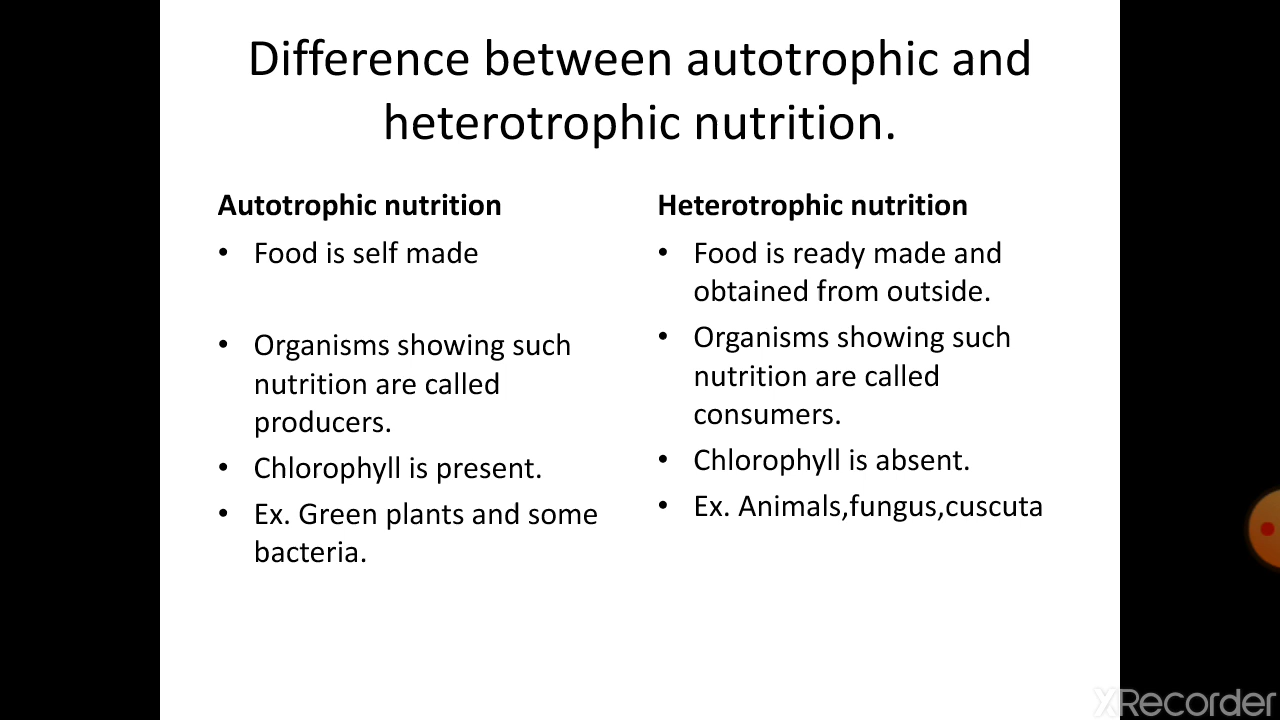 Difference between autotrophic and
heterotrophic nutrition.
Autotrophic nutrition
• Food is self made
• Organisms showing such
nutrition are called
producers.
• Chlorophyll is present.
• Ex. Green plants and some
bacteria.
Heterotrophic nutrition
• Food is ready made and
obtained from outside.
• Organisms showing such
nutrition are called
consumers.
• Chlorophyll is absent.
• Ex. Animals,fungus,cuscuta
XRecorder